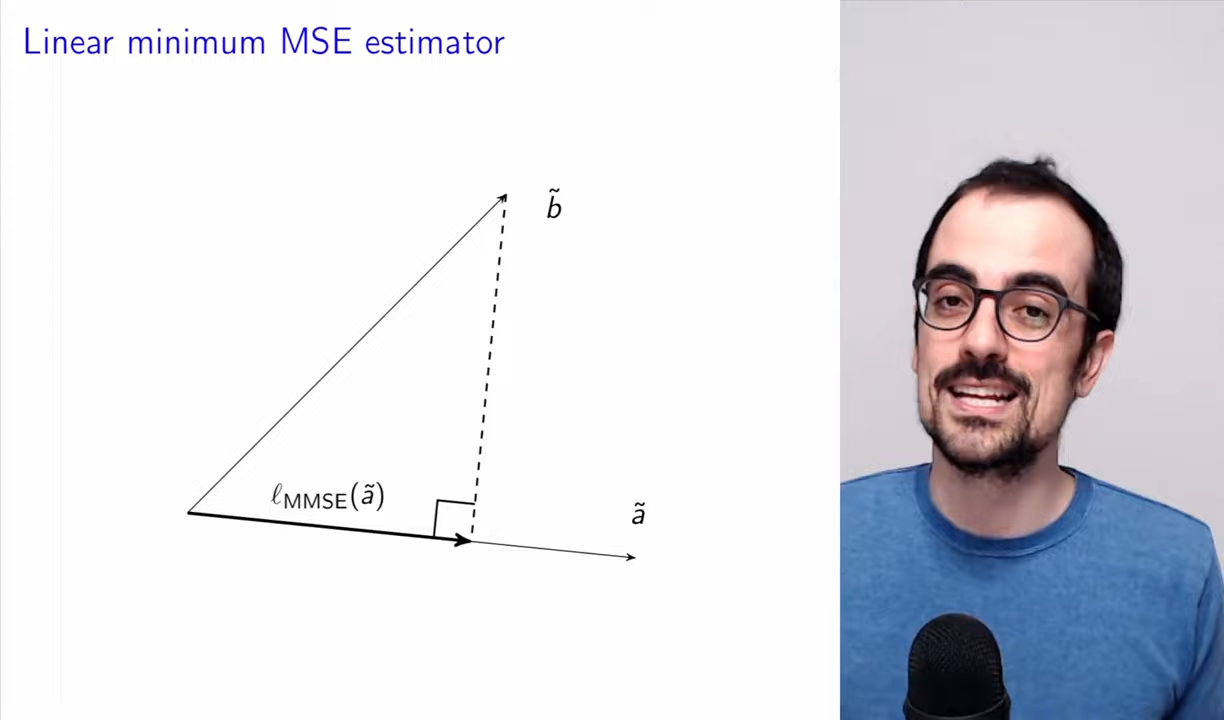 Linear minimum MSE estimator
b̃
ℓMMSE(ã)
ã